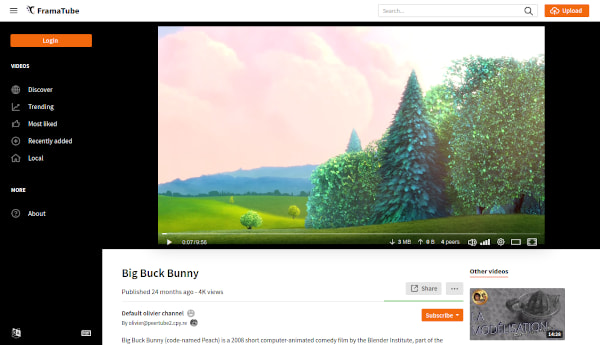 FramaTube
Search...
Upload
Login
VIDEOS
Discover
Trending
Most liked
Recently added
Local
MORE
About
0:07/9:56
3 MB
0 B
4 peers
Big Buck Bunny
Published 24 months ago - 4K views
Share
...
Default olivier channel
By olivier@peertube2.cpy.re
Subscribe
Big Buck Bunny (code-named Peach) is a 2008 short computer-animated comedy film by the Blender Institute, part of the
Other videos
LA
MODÉLISATION
14:28